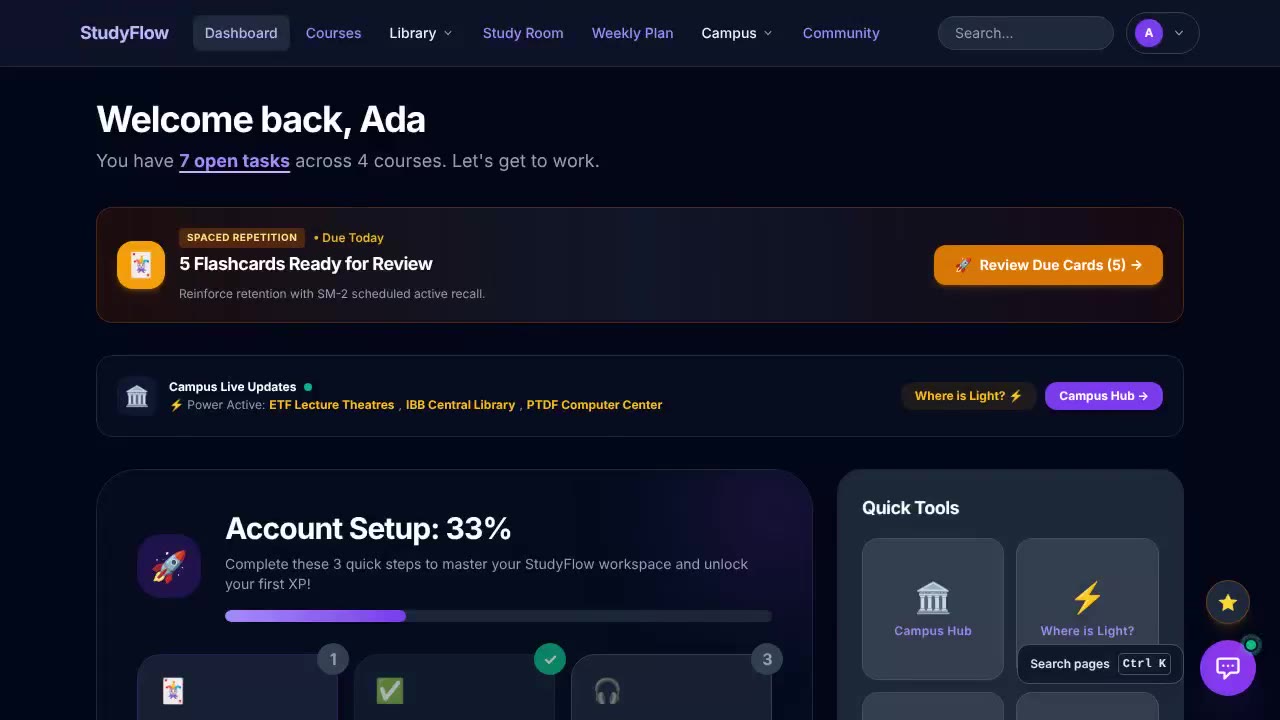 StudyFlow
Dashboard
Courses
Library
Study Room
Weekly Plan
Campus
Community
Search...
A
Welcome back, Ada
You have 7 open tasks across 4 courses. Let's get to work.
SPACED REPETITION • Due Today
5 Flashcards Ready for Review
Reinforce retention with SM-2 scheduled active recall.
🚀 Review Due Cards (5) →
Campus Live Updates
⚡ Power Active: ETF Lecture Theatres , IBB Central Library , PTDF Computer Center
Where is Light? ⚡
Campus Hub →
Account Setup: 33%
Complete these 3 quick steps to master your StudyFlow workspace and unlock
your first XP!
1
3
Quick Tools
Campus Hub
Where is Light?
Search pages Ctrl K